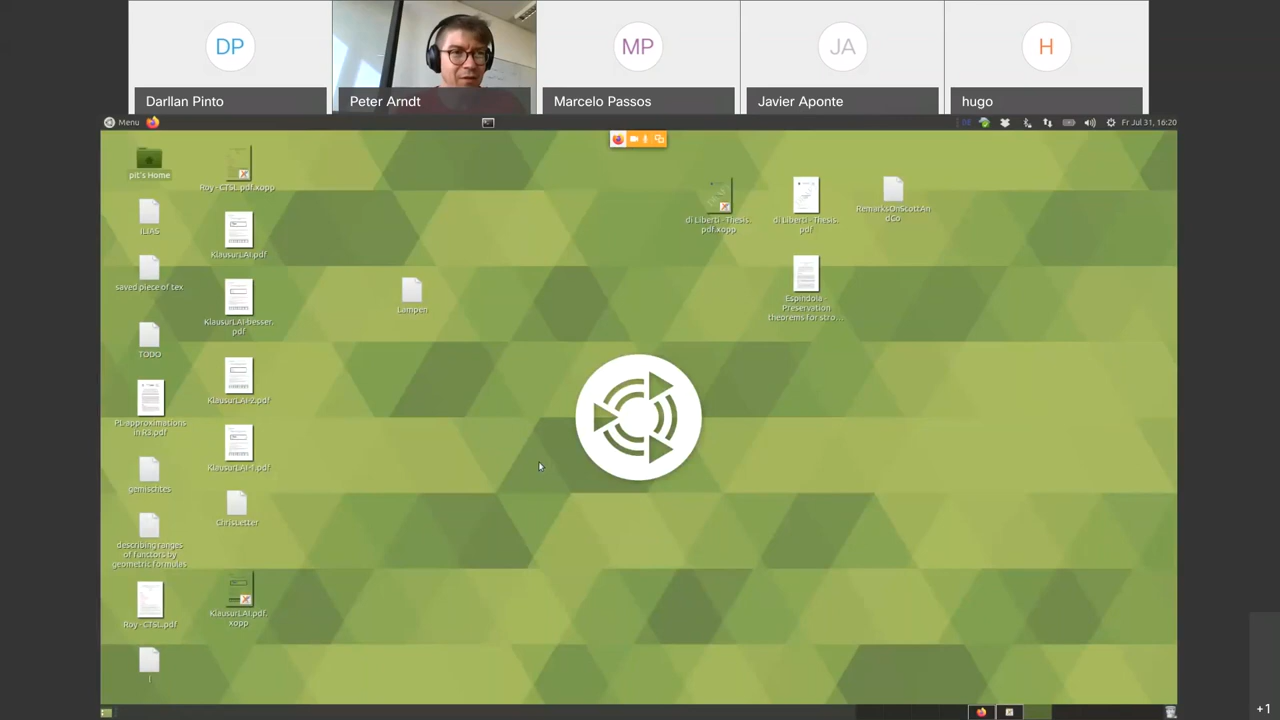 DP
MP
JA
H
Darllan Pinto
Peter Arndt
Marcelo Passos
Javier Aponte
hugo
Menu
DE
Fr Jul 31, 16:20
pit's Home
Roy - CTSL.pdf.xopp
di Liberti - Thesis.
pdf.xopp
di Liberti - Thesis.
pdf
RemarksOnScottAn
dCo
ILIAS
KlausurLAI.pdf
saved piece of tex
Lampen
Espindola -
Preservation
theorems for stro...
KlausurLAI-besser.
pdf
TODO
KlausurLAI-2.pdf
PL approximations
in R3.pdf
KlausurLAI-1.pdf
gemischtes
ChrisLetter
describing ranges
of functors by
geometric formulas
Roy - CTSL.pdf
KlausurLAI.pdf.
xopp
+1